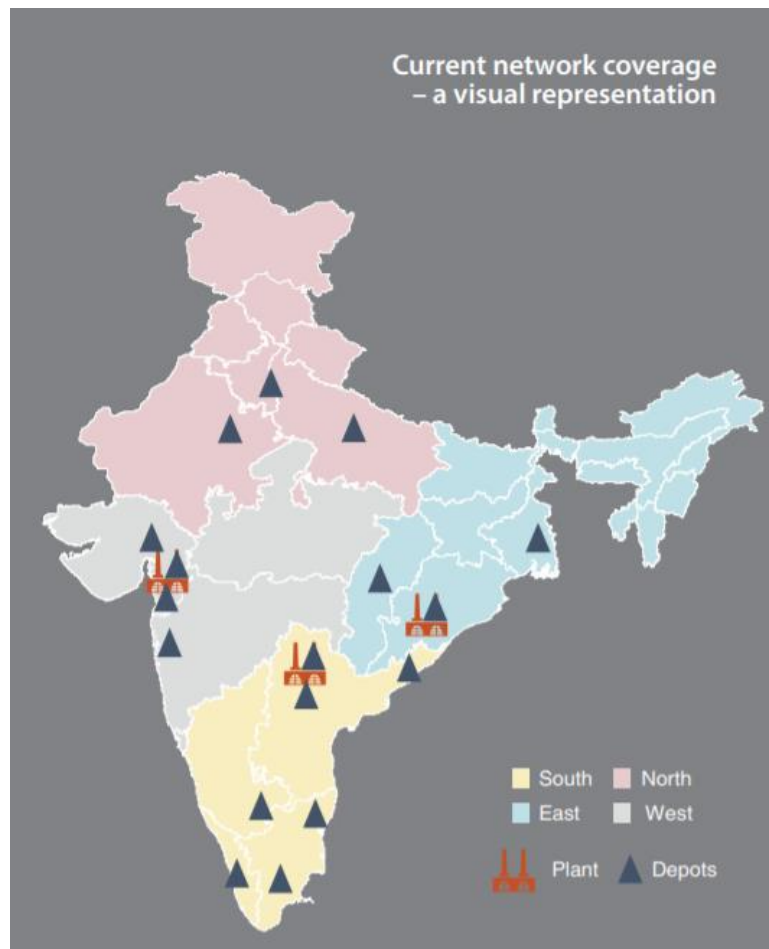 Current network coverage
– a visual representation
South
North
East
West
Plant
Depots